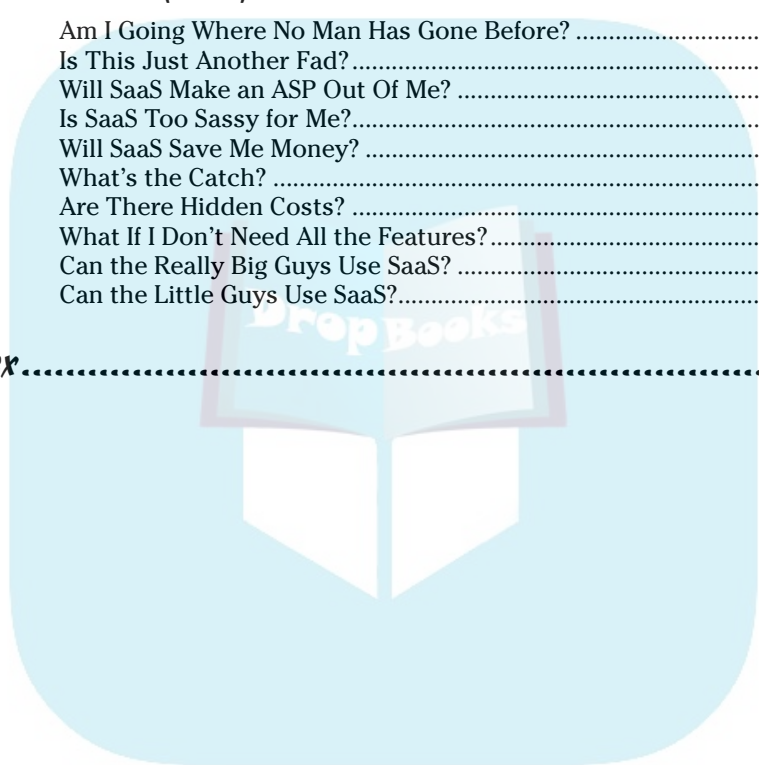 Am I Going Where No Man Has Gone Before? ..............................
Is This Just Another Fad?..............................................................
Will SaaS Make an ASP Out Of Me? ..............................................
Is SaaS Too Sassy for Me?..............................................................
Will SaaS Save Me Money? ............................................................
What's the Catch? ..........................................................................
Are There Hidden Costs? ..............................................................
What If I Don't Need All the Features?..........................................
Can the Really Big Guys Use SaaS? ..............................................
Can the Little Guys Use SaaS?........................................................
DropBooks
x................................................................................